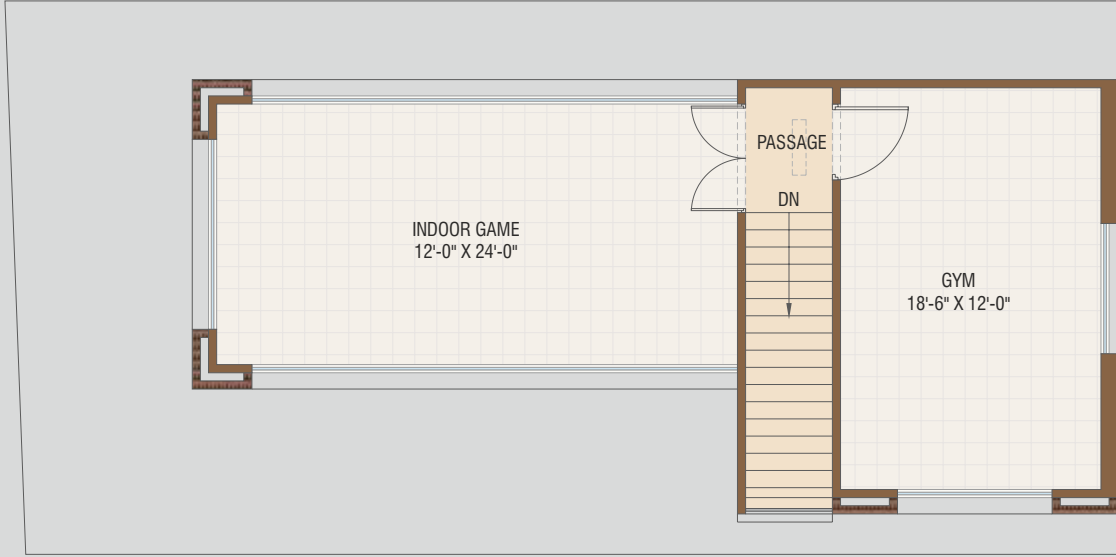 PASSAGE
DN
INDOOR GAME
12'-0" X 24'-0"
GYM
18'-6" X 12'-0"